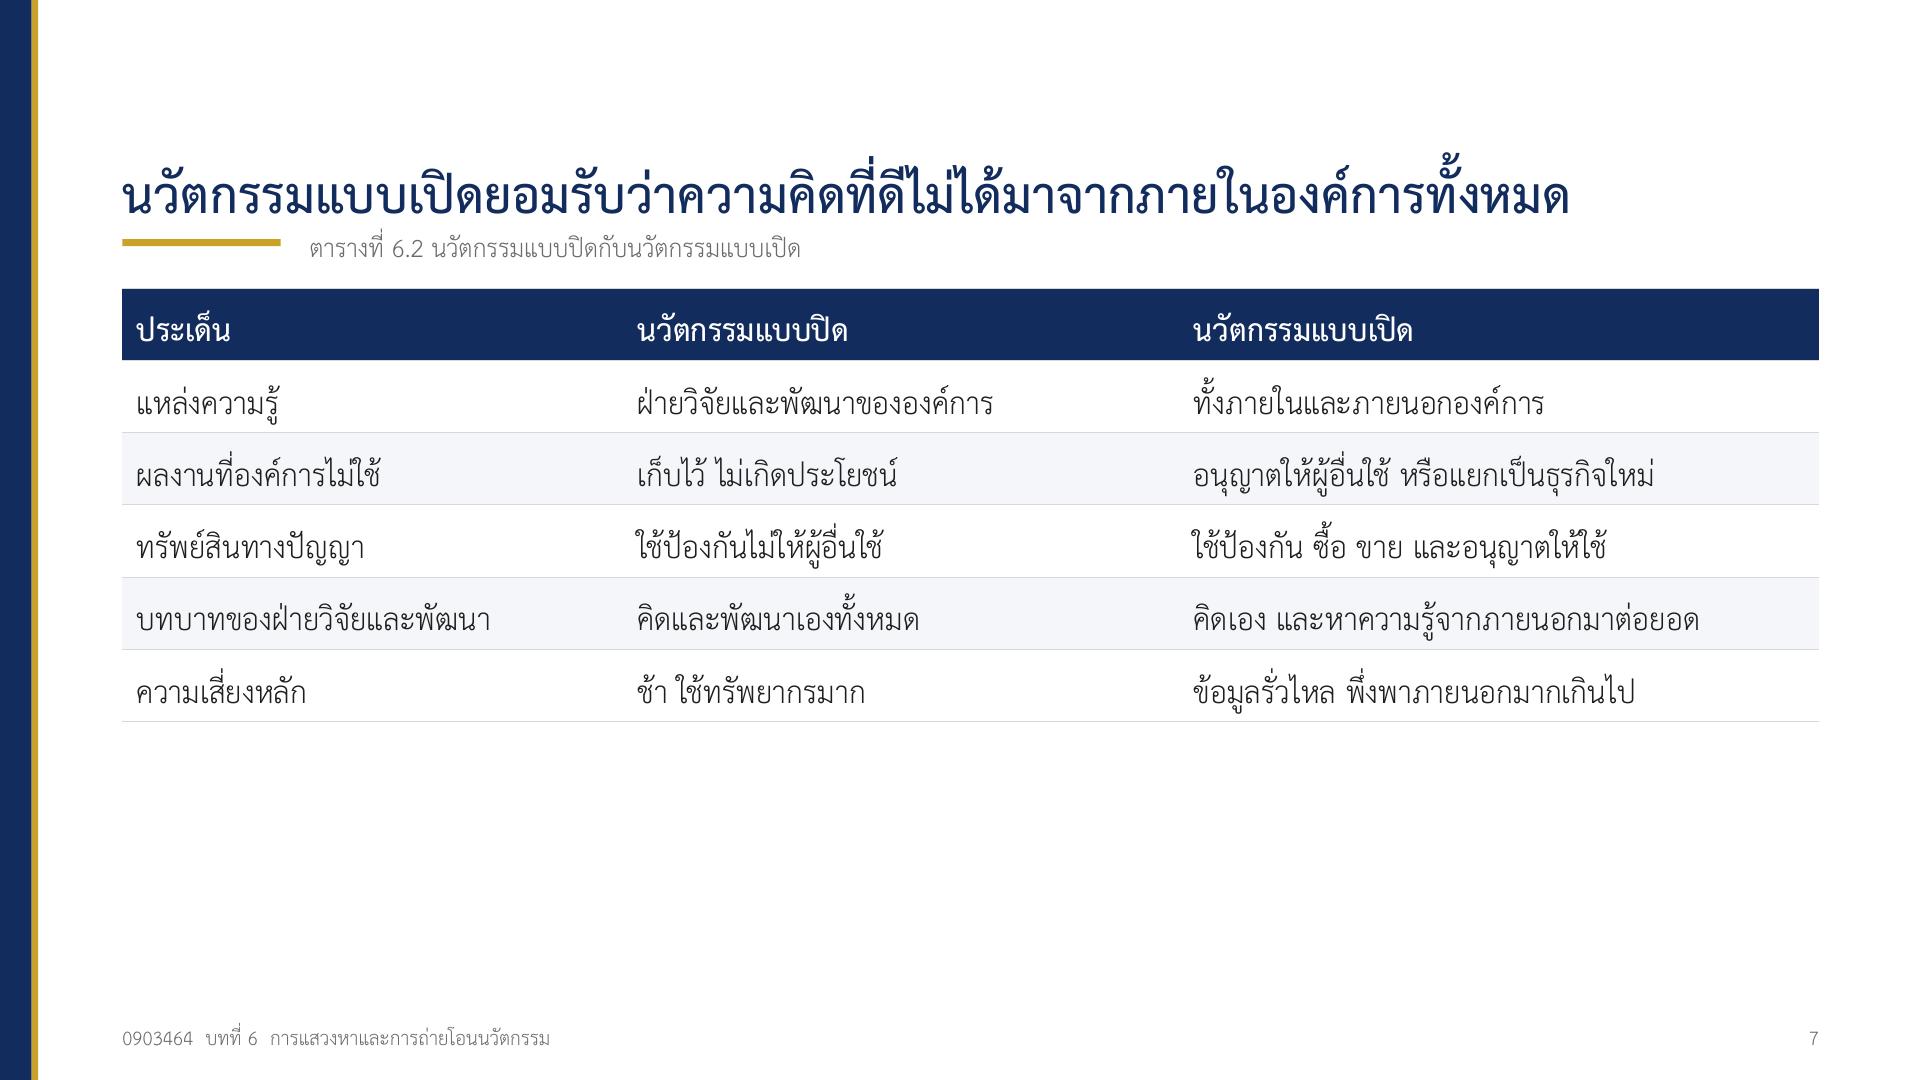 นวัตกรรมแบบเปิดยอมรับว่าความคิดที่ดีไม่ได้มาจากภายในองค์การทั้งหมด
ตารางที่ 6.2 นวัตกรรมแบบปิดกับนวัตกรรมแบบเปิด
ประเด็น นวัตกรรมแบบปิด นวัตกรรมแบบเปิด
แหล่งความรู้ ฝ่ายวิจัยและพัฒนาขององค์การ ทั้งภายในและภายนอกองค์การ
ผลงานที่องค์การไม่ใช้ เก็บไว้ ไม่เกิดประโยชน์ อนุญาตให้ผู้อื่นใช้ หรือแยกเป็นธุรกิจใหม่
ทรัพย์สินทางปัญญา ใช้ป้องกันไม่ให้ผู้อื่นใช้ ใช้ป้องกัน ซื้อ ขาย และอนุญาตให้ใช้
บทบาทของฝ่ายวิจัยและพัฒนา คิดและพัฒนาเองทั้งหมด คิดเอง และหาความรู้จากภายนอกมาต่อยอด
ความเสี่ยงหลัก ช้า ใช้ทรัพยากรมาก ข้อมูลรั่วไหล พึ่งพาภายนอกมากเกินไป
0903464 บทที่ 6 การแสวงหาและการถ่ายโอนนวัตกรรม 7